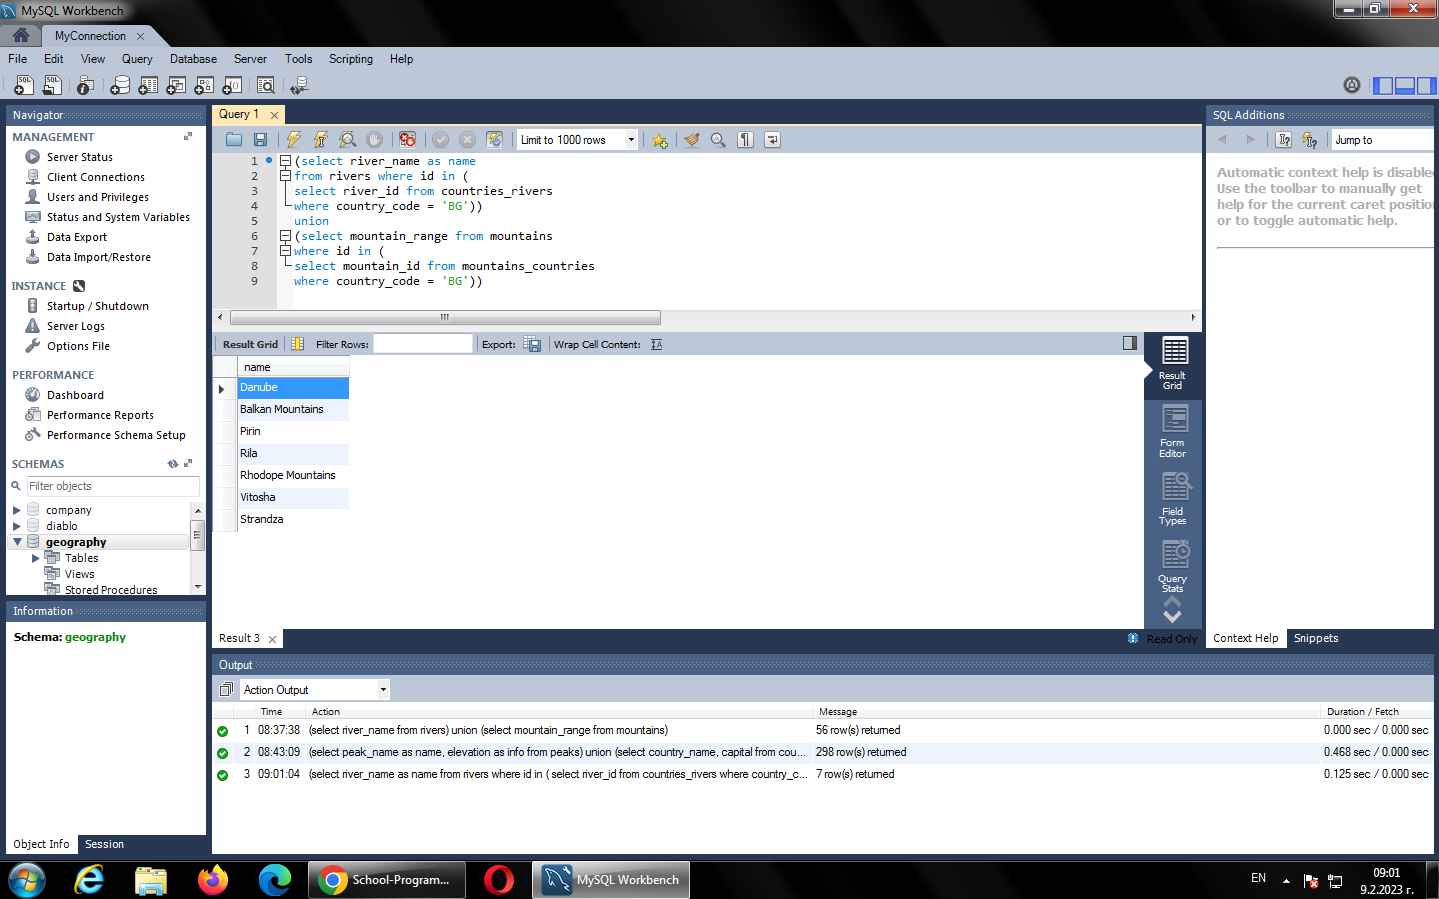 MySQL Workbench
MyConnection
File Edit View Query Database Server Tools Scripting Help
Navigator
MANAGEMENT
Server Status
Client Connections
Users and Privileges
Status and System Variables
Data Export
Data Import/Restore
INSTANCE
Startup / Shutdown
Server Logs
Options File
PERFORMANCE
Dashboard
Performance Reports
Performance Schema Setup
SCHEMAS
Filter objects
company
diablo
geography
Tables
Views
Stored Procedures
Information
Schema: geography
Object Info Session
Query 1
Limit to 1000 rows
1 (select river_name as name
2 from rivers where id in (
3 select river_id from countries_rivers
4 where country_code = 'BG'))
5 union
6 (select mountain_range from mountains
7 where id in (
8 select mountain_id from mountains_countries
9 where country_code = 'BG'))
Result Grid Filter Rows: Export: Wrap Cell Content:
name
Danube
Balkan Mountains
Pirin
Rila
Rhodope Mountains
Vitosha
Strandza
Result Grid
Form Editor
Field Types
Query Stats
Result 3
Read Only
SQL Additions
Jump to
Automatic context help is disable
Use the toolbar to manually get
help for the current caret positio
or to toggle automatic help.
Context Help Snippets
Output
Action Output
Time Action Message Duration / Fetch
1 08:37:38 (select river_name from rivers) union (select mountain_range from mountains) 56 row(s) returned 0.000 sec / 0.000 sec
2 08:43:09 (select peak_name as name, elevation as info from peaks) union (select country_name, capital from cou... 298 row(s) returned 0.468 sec / 0.000 sec
3 09:01:04 (select river_name as name from rivers where id in ( select river_id from countries_rivers where country_c... 7 row(s) returned 0.125 sec / 0.000 sec
School-Program...
MySQL Workbench
EN
09:01
9.2.2023 г.